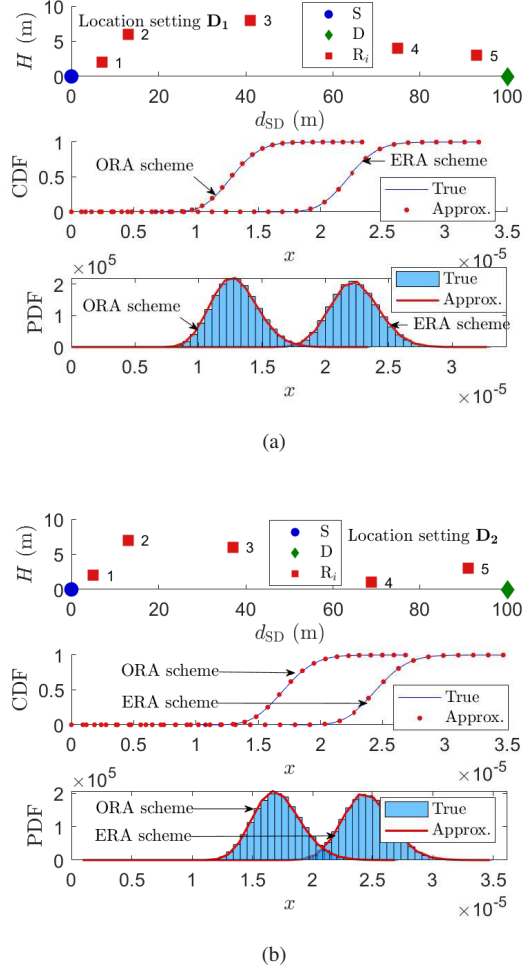 Location setting D₁
H (m)
10
5
0
1
2
3
4
5
S
D
Rᵢ
0
20
40
60
80
100
d_SD (m)
CDF
1
0.5
0
ORA scheme
ERA scheme
True
Approx.
0
0.5
1
1.5
2
2.5
3
3.5
x
×10⁻⁵
×10⁵
PDF
2
1
0
ORA scheme
ERA scheme
True
Approx.
0
0.5
1
1.5
2
2.5
3
x
×10⁻⁵
(a)
Location setting D₂
H (m)
10
5
0
1
2
3
4
5
S
D
Rᵢ
0
20
40
60
80
100
d_SD (m)
CDF
1
0.5
0
ORA scheme
ERA scheme
True
Approx.
0
0.5
1
1.5
2
2.5
3
3.5
x
×10⁻⁵
×10⁵
PDF
2
1
0
ORA scheme
ERA scheme
True
Approx.
0
0.5
1
1.5
2
2.5
3
3.5
x
×10⁻⁵
(b)